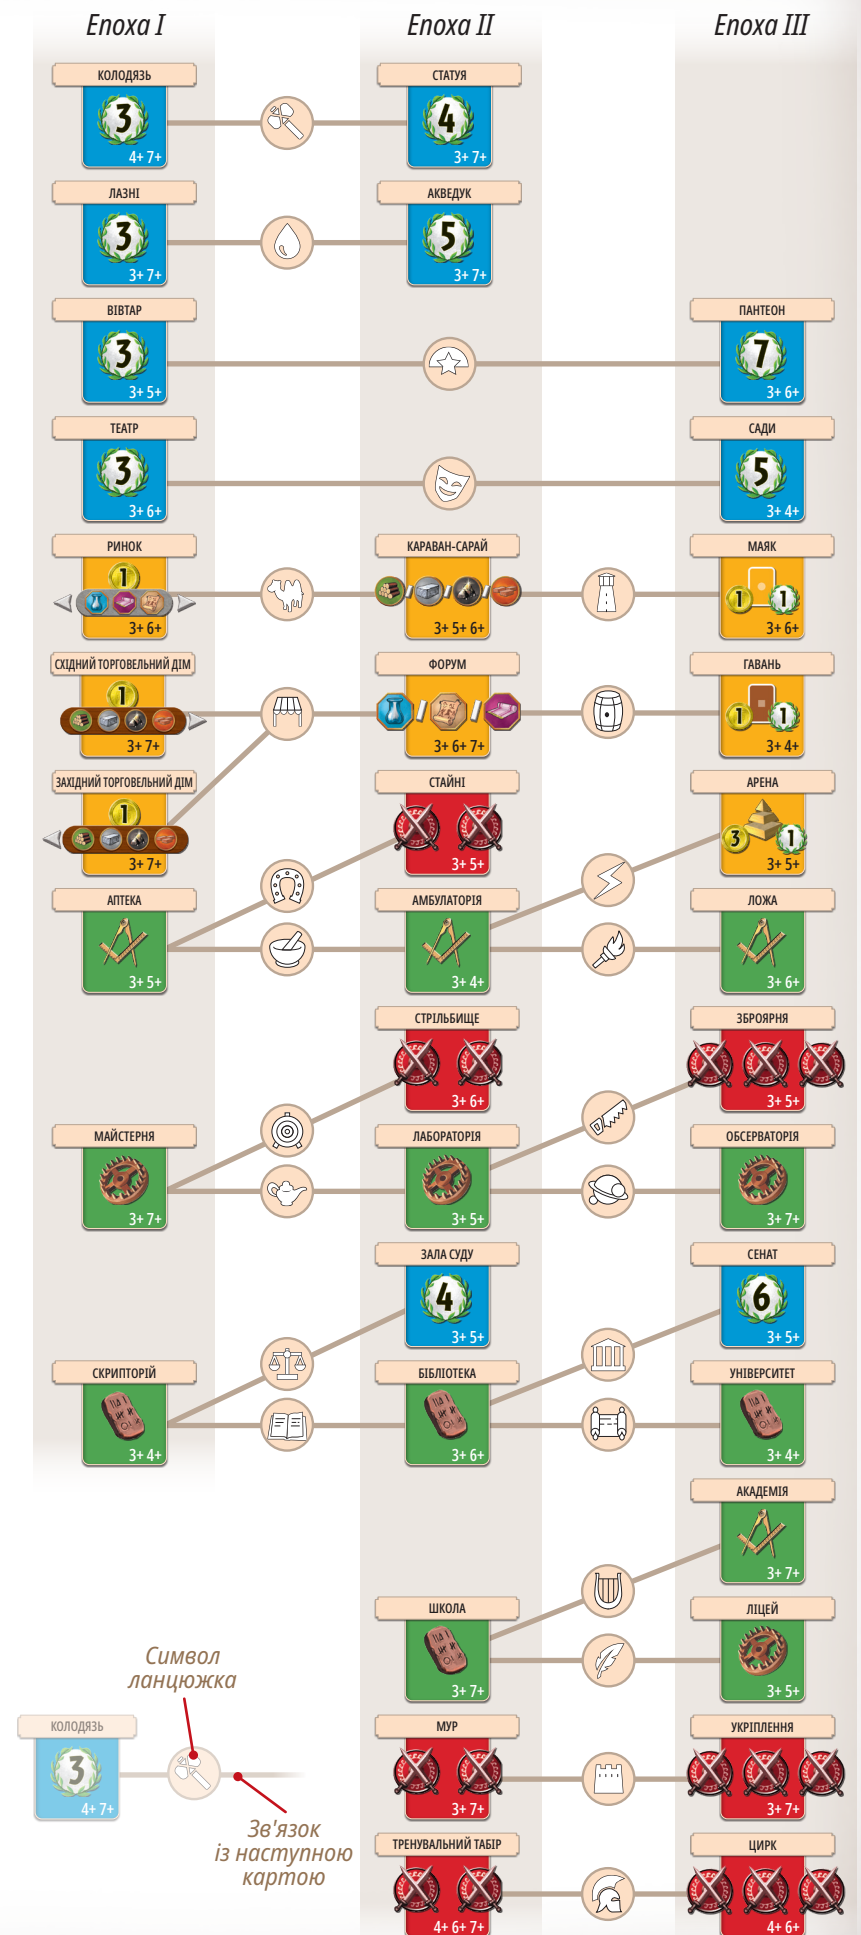 Епоха I
Епоха II
Епоха III
КОЛОДЯЗЬ
СТАТУЯ
3
4
4+ 7+
3+ 7+
ЛАЗНІ
АКВЕДУК
3
5
3+ 7+
3+ 7+
ВІВТАР
ПАНТЕОН
3
7
3+ 5+
3+ 6+
ТЕАТР
САДИ
3
5
3+ 6+
3+ 4+
РИНОК
КАРАВАН-САРАЙ
МАЯК
1
1
1
3+ 6+
3+ 5+ 6+
3+ 6+
СХІДНИЙ ТОРГОВЕЛЬНИЙ ДІМ
ФОРУМ
ГАВАНЬ
1
1
1
3+ 7+
3+ 6+ 7+
3+ 4+
ЗАХІДНИЙ ТОРГОВЕЛЬНИЙ ДІМ
СТАЙНІ
АРЕНА
1
3
1
3+ 7+
3+ 5+
3+ 5+
АПТЕКА
АМБУЛАТОРІЯ
ЛОЖА
3+ 5+
3+ 4+
3+ 6+
СТРІЛЬБИЩЕ
ЗБРОЯРНЯ
3+ 6+
3+ 5+
МАЙСТЕРНЯ
ЛАБОРАТОРІЯ
ОБСЕРВАТОРІЯ
3+ 7+
3+ 5+
3+ 7+
ЗАЛА СУДУ
СЕНАТ
4
6
3+ 5+
3+ 5+
СКРИПТОРІЙ
БІБЛІОТЕКА
УНІВЕРСИТЕТ
3+ 4+
3+ 6+
3+ 4+
АКАДЕМІЯ
3+ 7+
ШКОЛА
ЛІЦЕЙ
3+ 7+
3+ 5+
Символ
ланцюжка
КОЛОДЯЗЬ
3
4+ 7+
Зв'язок
із наступною
картою
МУР
УКРІПЛЕННЯ
3+ 7+
3+ 7+
ТРЕНУВАЛЬНИЙ ТАБІР
ЦИРК
4+ 6+ 7+
4+ 6+